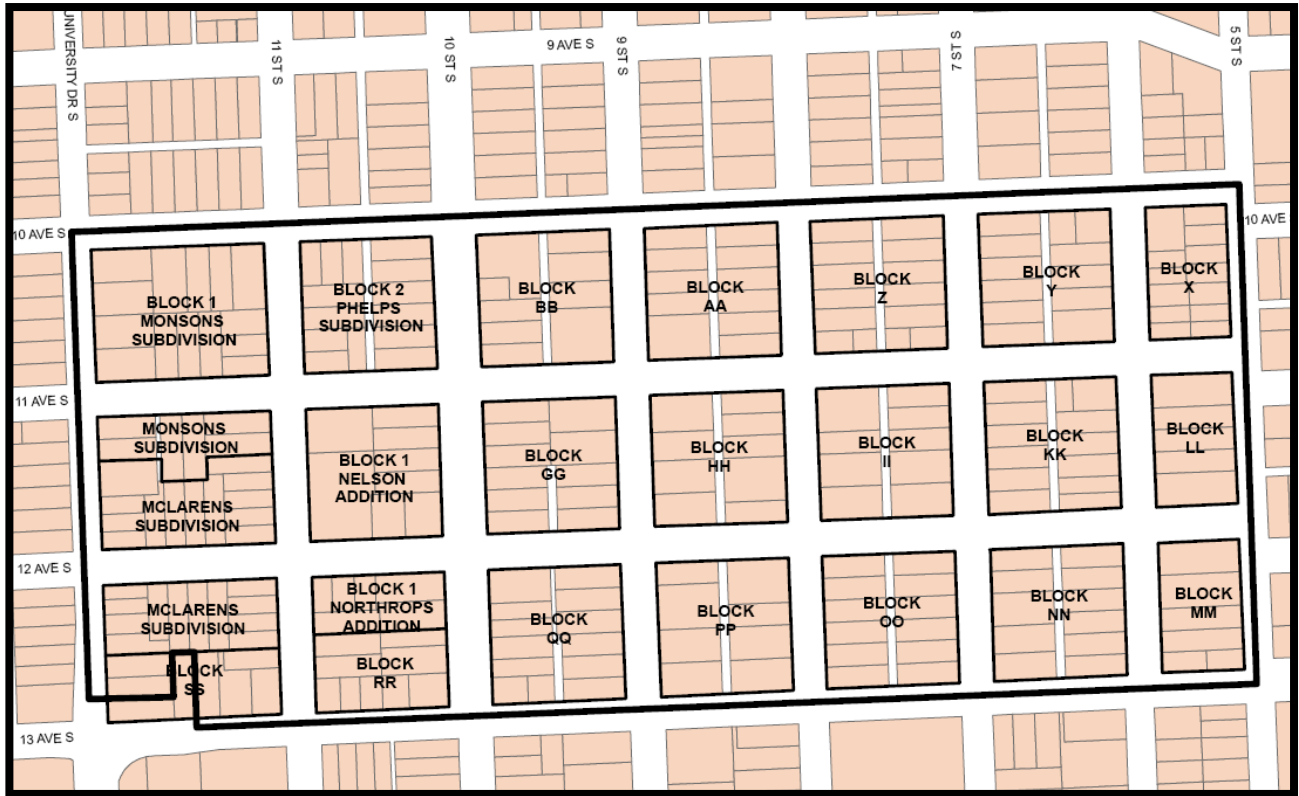 UNIVERSITY DR S
11 ST S
10 ST S
9 AVE S
9 ST S
7 ST S
5 ST S
10 AVE S
10 AVE
BLOCK 1
MONSONS
SUBDIVISION
BLOCK 2
PHELPS
SUBDIVISION
BLOCK
BB
BLOCK
AA
BLOCK
Z
BLOCK
Y
BLOCK
X
11 AVE S
MONSONS
SUBDIVISION
MCLARENS
SUBDIVISION
BLOCK 1
NELSON
ADDITION
BLOCK
GG
BLOCK
HH
BLOCK
II
BLOCK
KK
BLOCK
LL
12 AVE S
MCLARENS
SUBDIVISION
BLOCK
SS
BLOCK 1
NORTHROPS
ADDITION
BLOCK
RR
BLOCK
QQ
BLOCK
PP
BLOCK
OO
BLOCK
NN
BLOCK
MM
13 AVE S